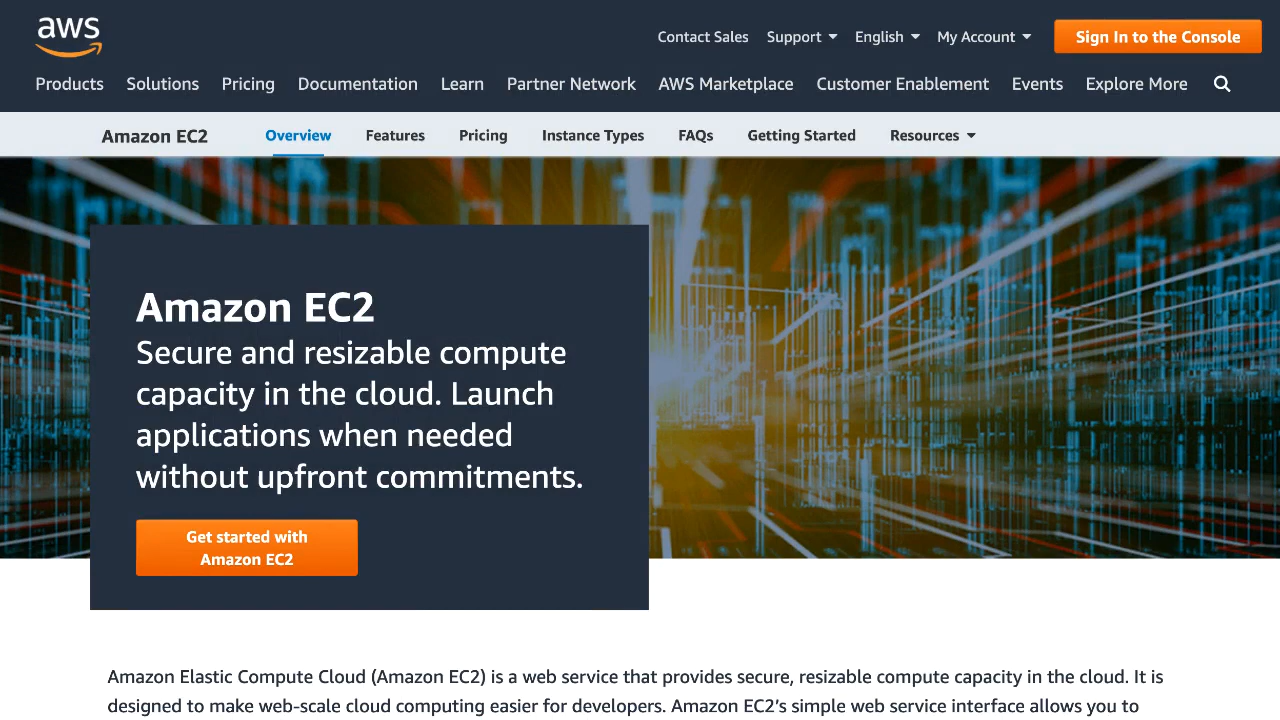 aws
Contact Sales Support English My Account Sign In to the Console
Products Solutions Pricing Documentation Learn Partner Network AWS Marketplace Customer Enablement Events Explore More
Amazon EC2 Overview Features Pricing Instance Types FAQs Getting Started Resources
Amazon EC2
Secure and resizable compute
capacity in the cloud. Launch
applications when needed
without upfront commitments.
Get started with
Amazon EC2
Amazon Elastic Compute Cloud (Amazon EC2) is a web service that provides secure, resizable compute capacity in the cloud. It is
designed to make web-scale cloud computing easier for developers. Amazon EC2's simple web service interface allows you to